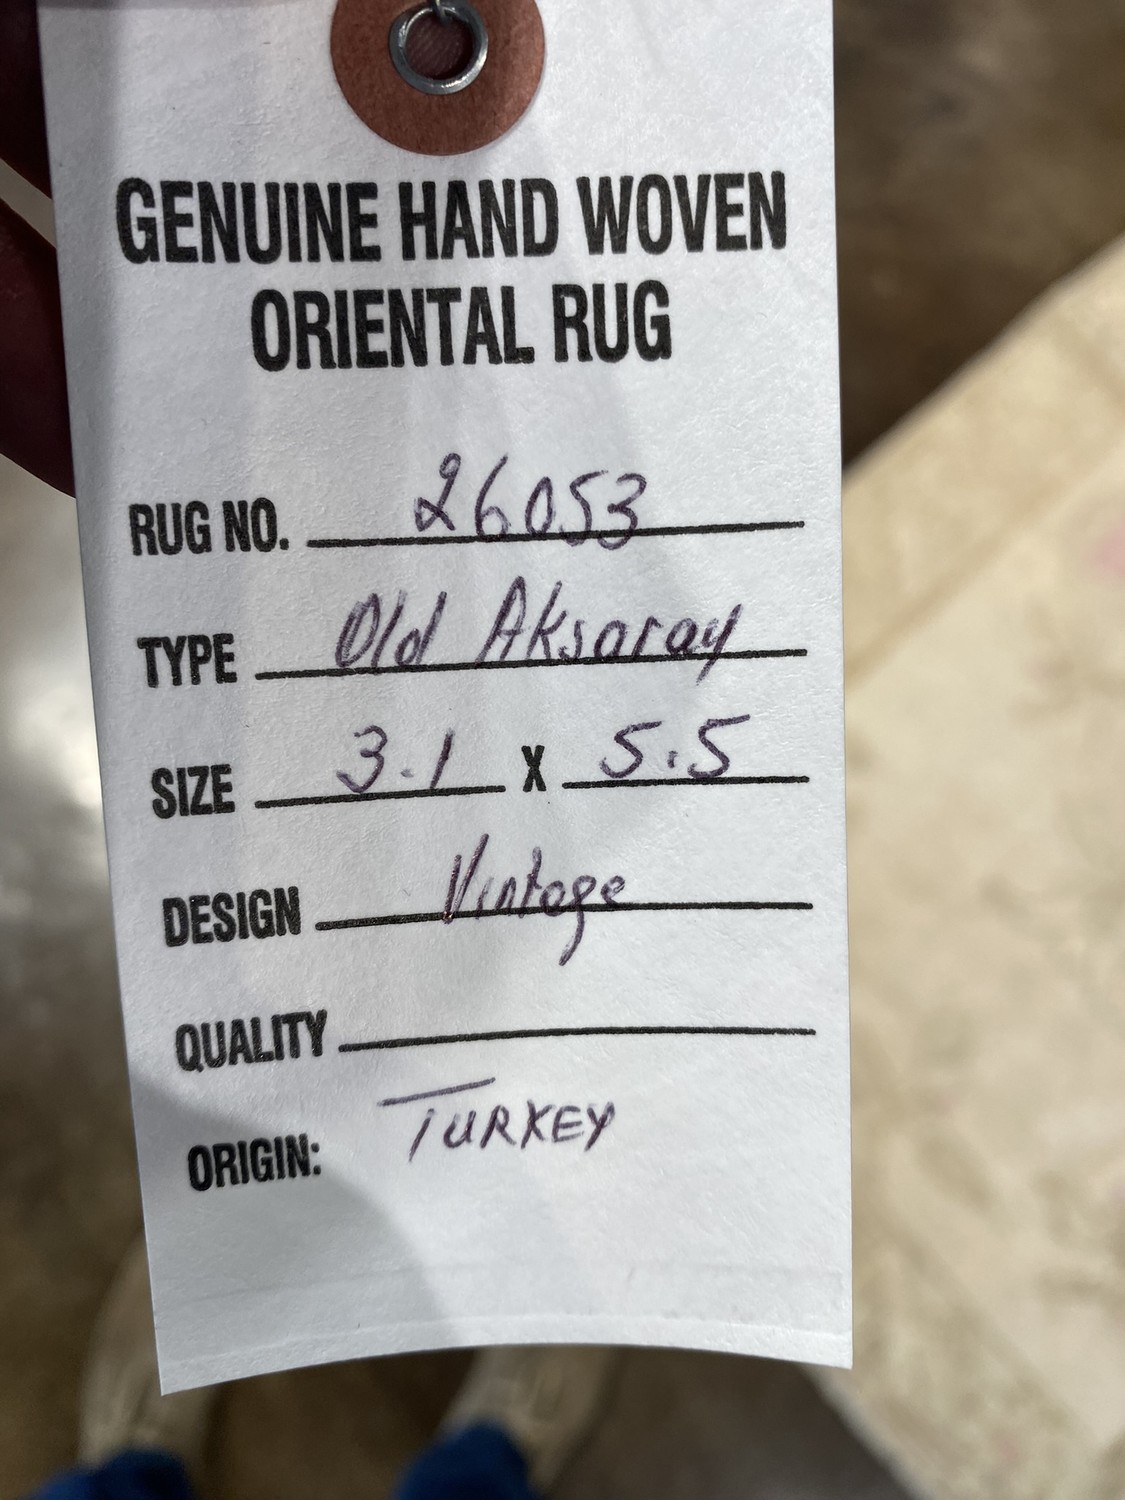 GENUINE HAND WOVEN
ORIENTAL RUG
RUG NO. 26053
TYPE Old Aksaray
SIZE 3.1 X 5.5
DESIGN Vintage
QUALITY
ORIGIN: TURKEY